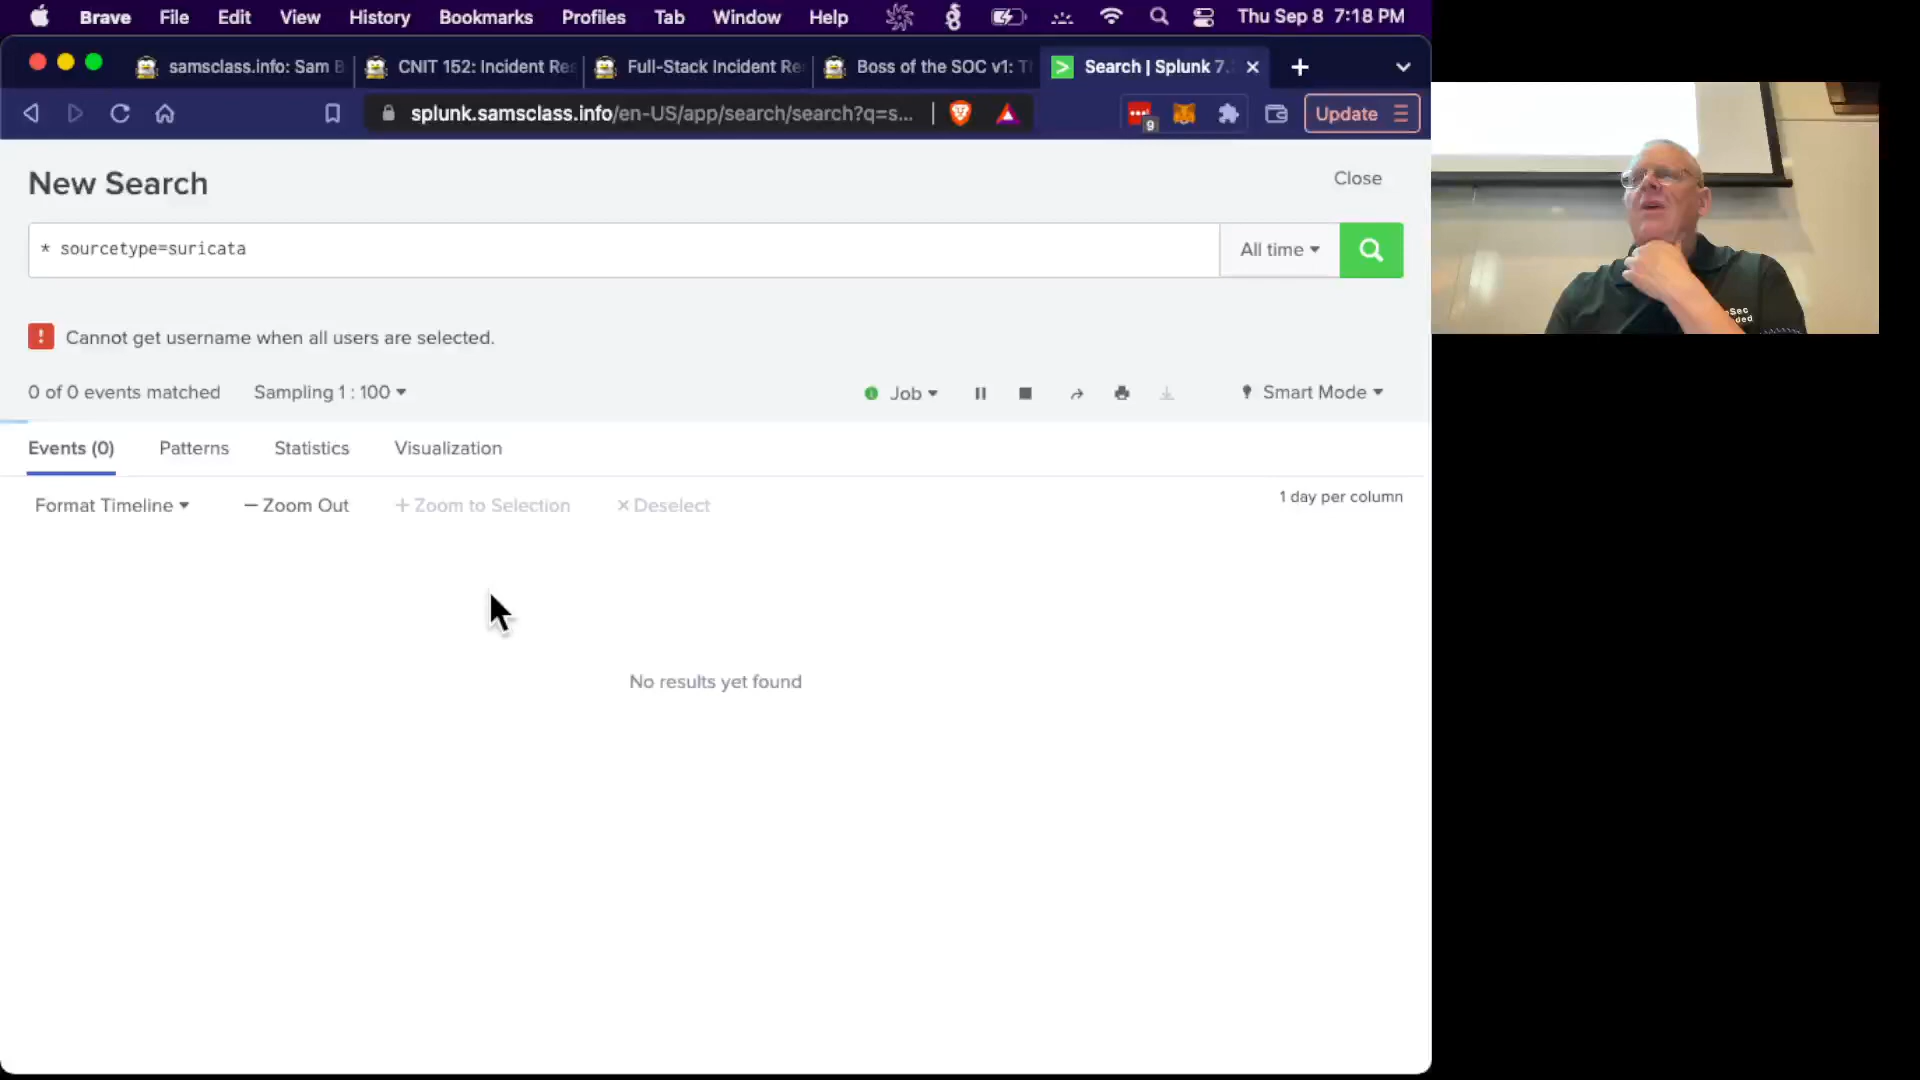 Brave File Edit View History Bookmarks Profiles Tab Window Help Thu Sep 8 7:18 PM
samsclass.info: Sam B CNIT 152: Incident Res Full-Stack Incident Re Boss of the SOC v1: T Search | Splunk 7.
splunk.samsclass.info/en-US/app/search/search?q=s... 9 Update
New Search Close
* sourcetype=suricata All time
Cannot get username when all users are selected.
0 of 0 events matched Sampling 1 : 100 Job Smart Mode
Events (0) Patterns Statistics Visualization
Format Timeline — Zoom Out + Zoom to Selection × Deselect 1 day per column
No results yet found